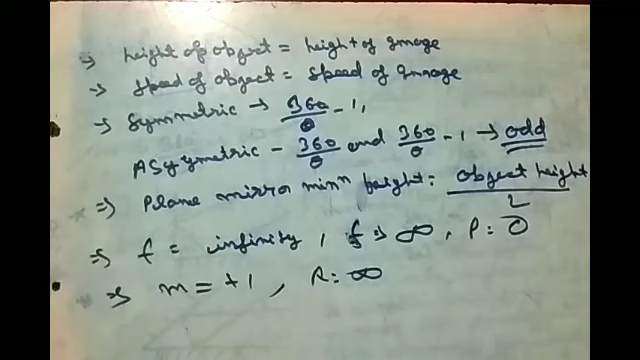 ⇒ height of object = height of image
⇒ speed of object = speed of image
⇒ Symmetric → 360/θ - 1,
ASyymetric - 360/θ and 360/θ - 1 → odd
⇒ Plane mirror minᵐ height: object height/2
⇒ f = infinity, f ⇒ ∞, P = 0
⇒ m = +1, R = ∞